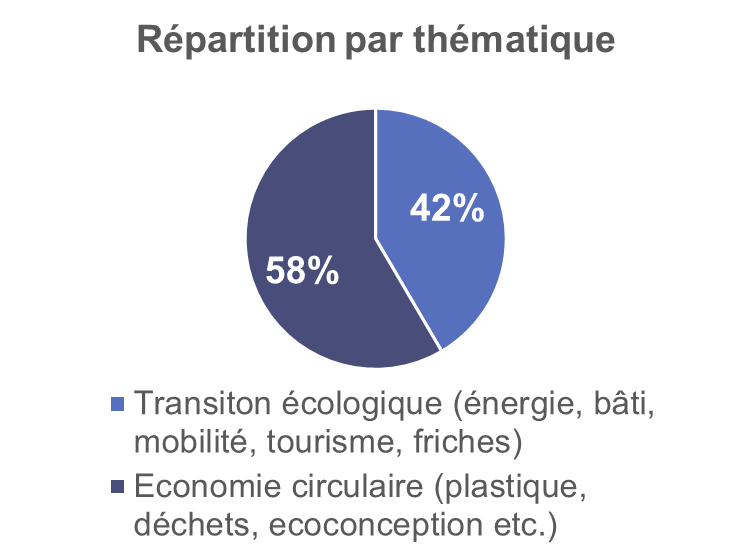 Répartition par thématique
42%
58%
Transiton écologique (énergie, bâti,
mobilité, tourisme, friches)
Economie circulaire (plastique,
déchets, ecoconception etc.)